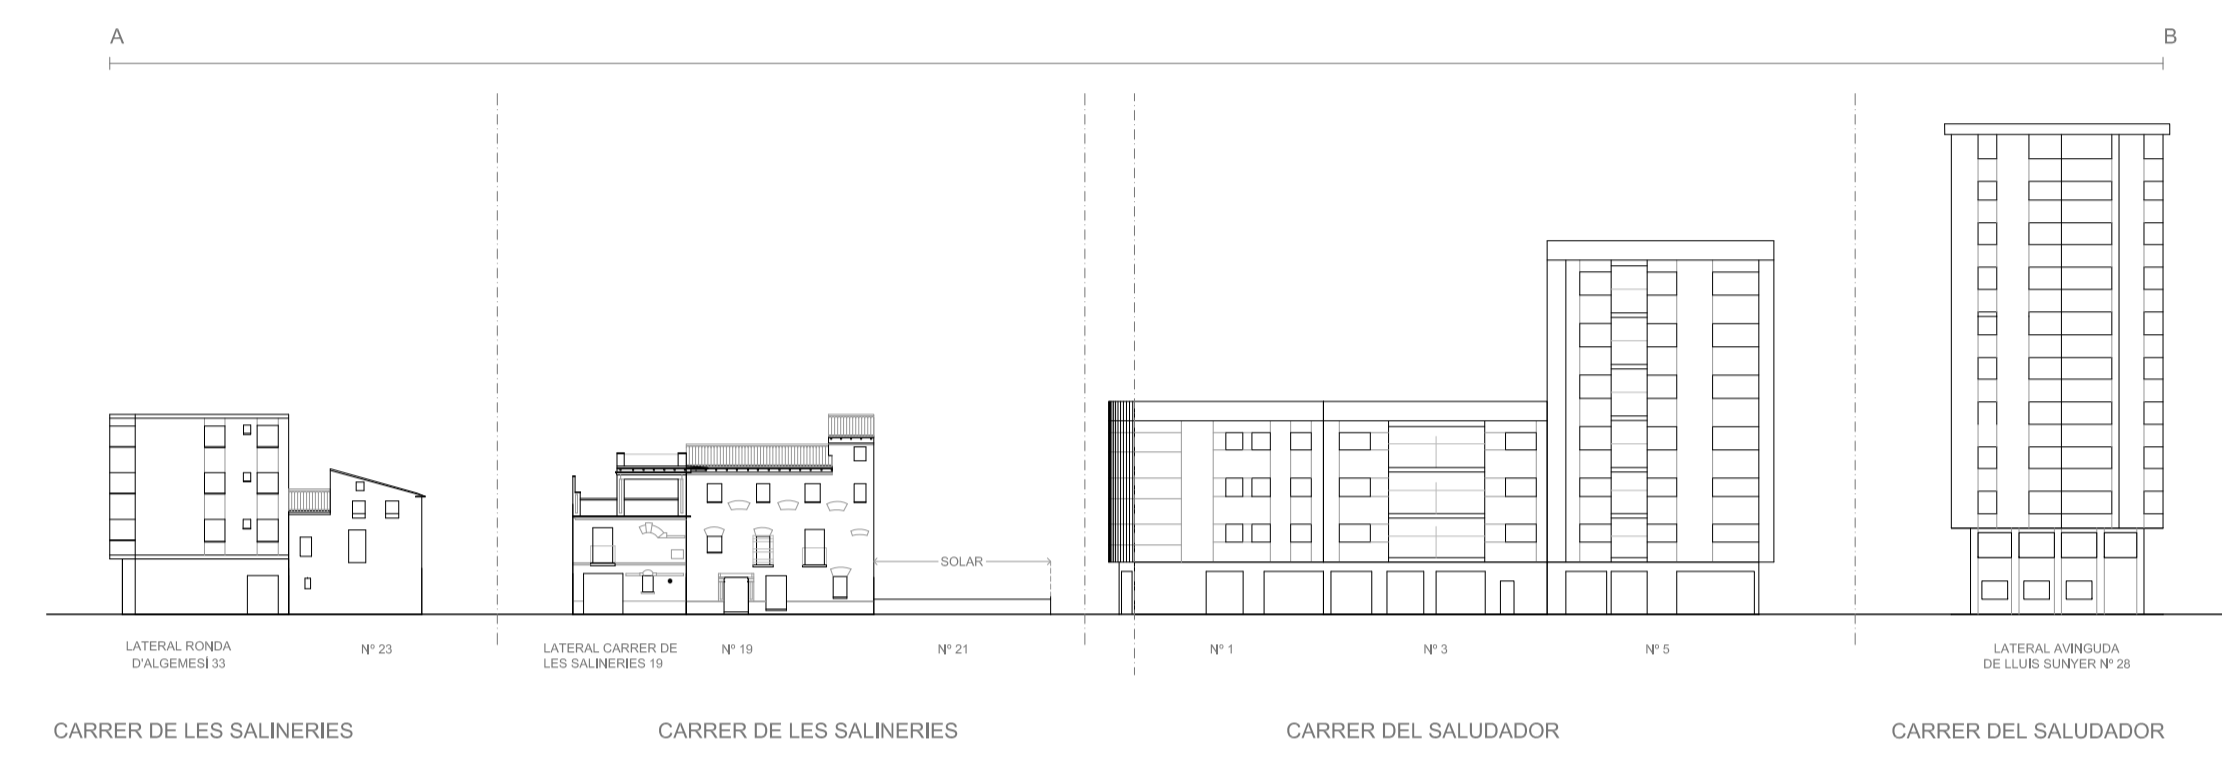 A
B
SOLAR
LATERAL RONDA
D'ALGEMESÍ 33
Nº 23
LATERAL CARRER DE
LES SALINERIES 19
Nº 19
Nº 21
Nº 1
Nº 3
Nº 5
LATERAL AVINGUDA
DE LLUIS SUNYER Nº 28
CARRER DE LES SALINERIES
CARRER DE LES SALINERIES
CARRER DEL SALUDADOR
CARRER DEL SALUDADOR